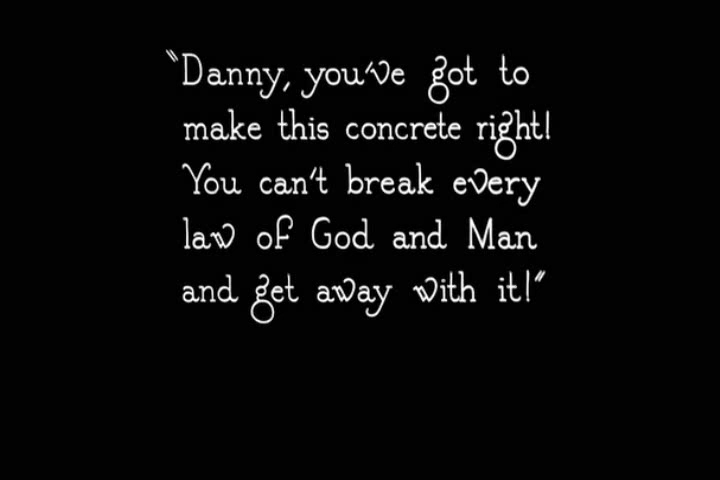 "Danny, you've got to
make this concrete right!
You can't break every
law of God and Man
and get away with it!"